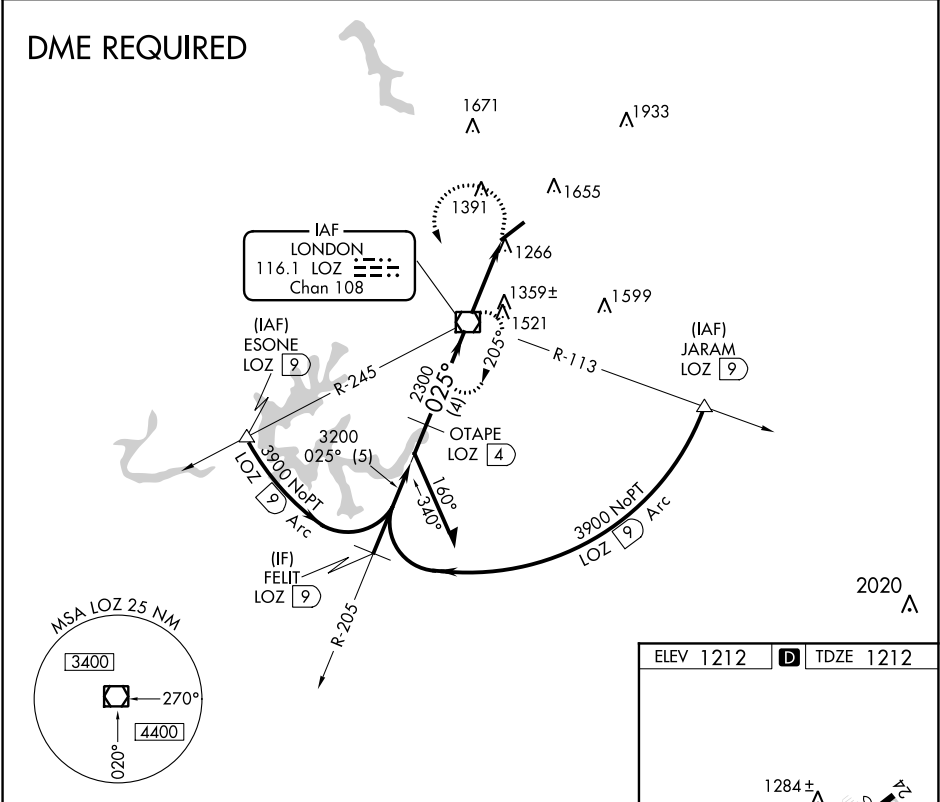 DME REQUIRED
1671
1933
1655
1391
IAF
LONDON
116.1 LOZ
Chan 108
1266
1359±
1599
1521
(IAF)
ESONE
LOZ 9
(IAF)
JARAM
LOZ 9
R-245
205°
R-113
2300
025°
(4)
OTAPE
LOZ 4
3200
025° (5)
3900 NoPT
LOZ 9 Arc
160°
340°
3900 NoPT
LOZ 9 Arc
(IF)
FELIT
LOZ 9
R-205
2020
MSA LOZ 25 NM
3400
270°
4400
020°
ELEV 1212 D TDZE 1212
1284±
24